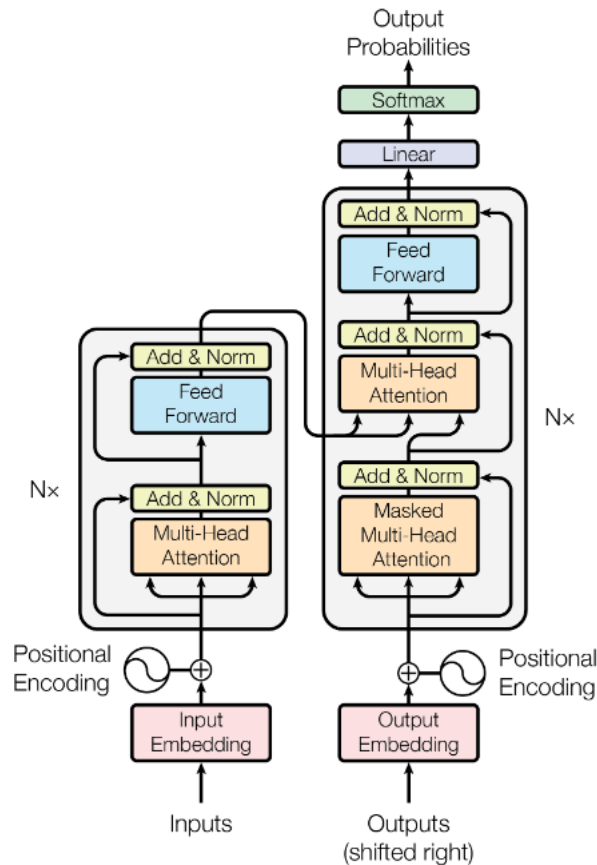 Output
Probabilities
Softmax
Linear
Add & Norm
Feed
Forward
Add & Norm
Multi-Head
Attention
Add & Norm
Masked
Multi-Head
Attention
Nx
Add & Norm
Feed
Forward
Add & Norm
Multi-Head
Attention
N×
Positional
Encoding
Positional
Encoding
Input
Embedding
Output
Embedding
Inputs
Outputs
(shifted right)